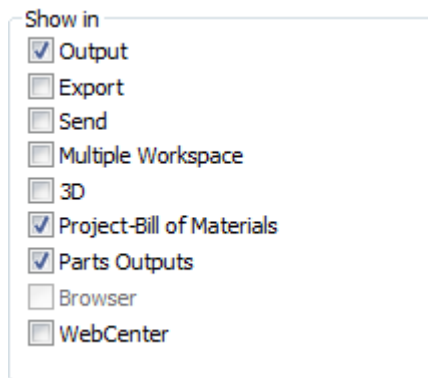 Show in
Output
Export
Send
Multiple Workspace
3D
Project-Bill of Materials
Parts Outputs
Browser
WebCenter